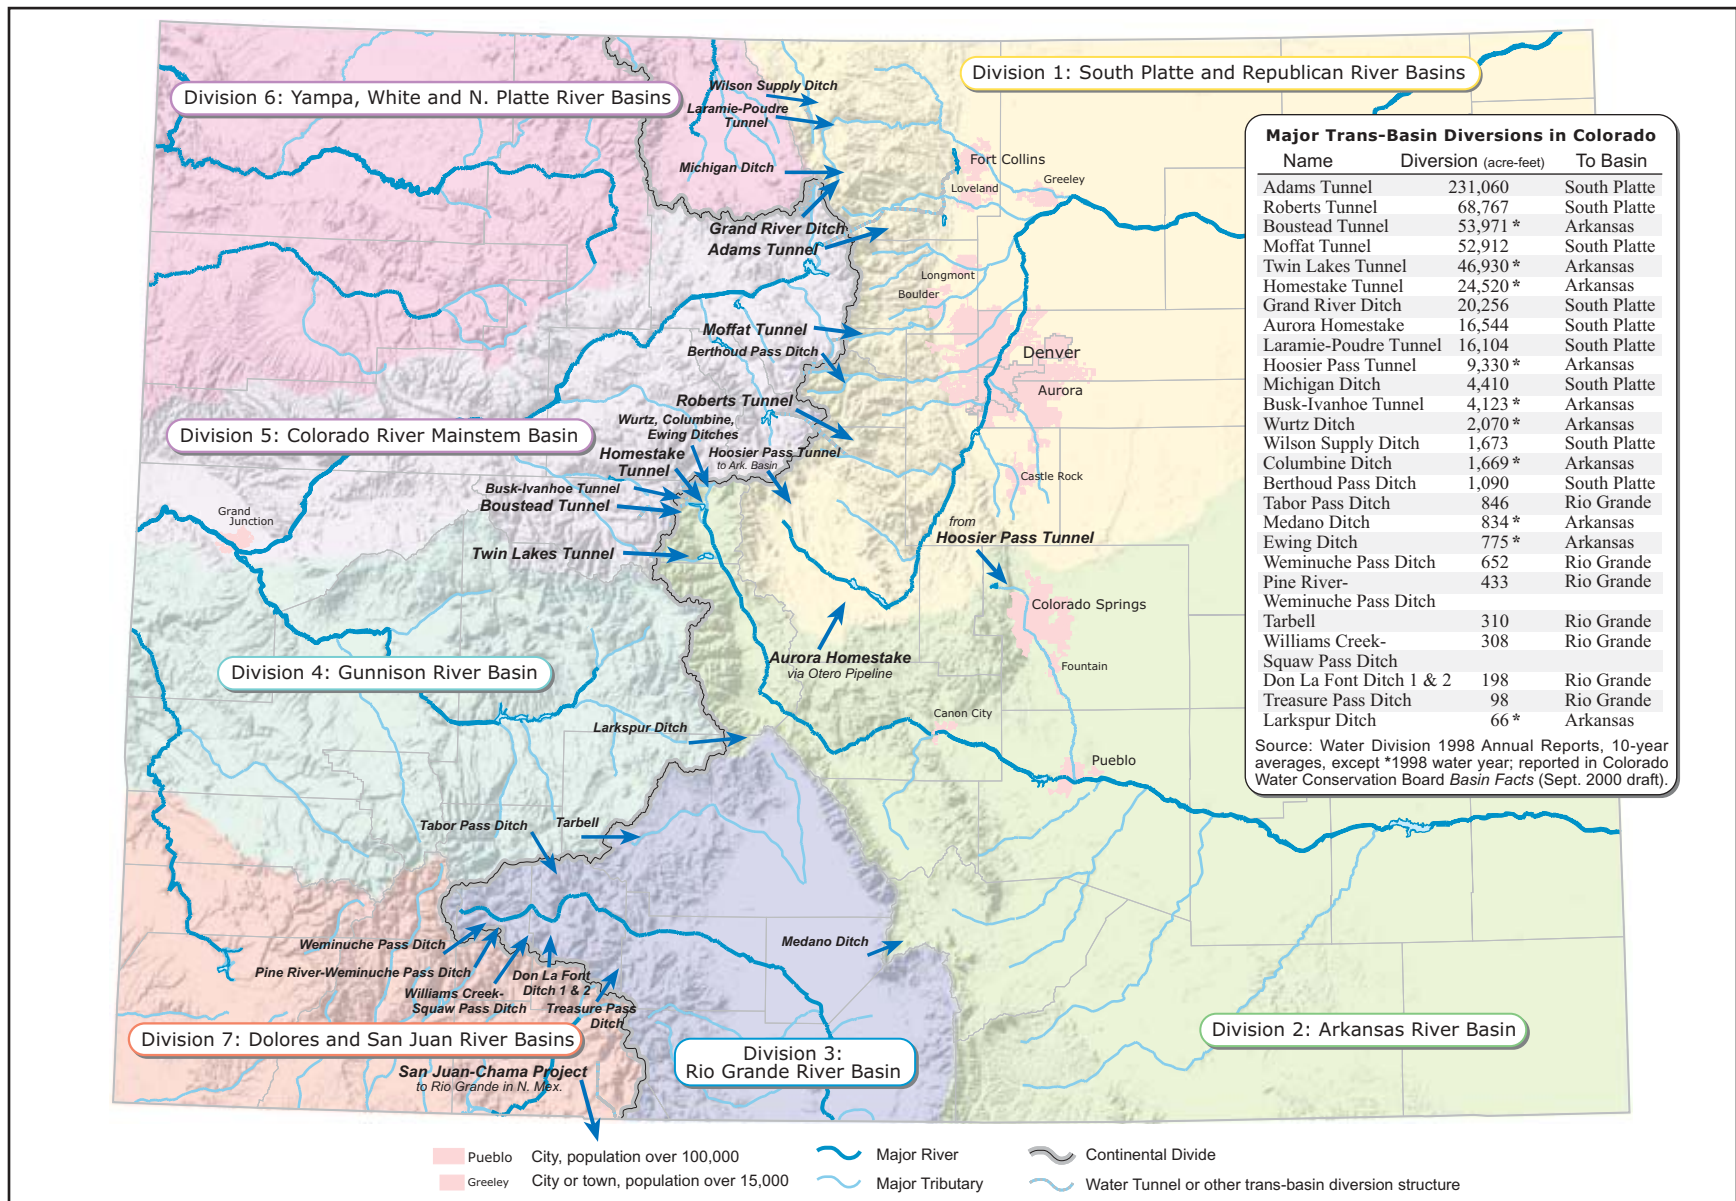 Division 6: Yampa, White and N. Platte River Basins
Division 1: South Platte and Republican River Basins
Wilson Supply Ditch
Laramie-Poudre
Tunnel
Michigan Ditch
Grand River Ditch
Adams Tunnel
Fort Collins
Loveland
Greeley
Longmont
Boulder
Moffat Tunnel
Berthoud Pass Ditch
Denver
Aurora
Roberts Tunnel
Division 5: Colorado River Mainstem Basin
Wurtz, Columbine,
Ewing Ditches
Homestake
Tunnel
Hoosier Pass Tunnel
to Ark. Basin
Castle Rock
Busk-Ivanhoe Tunnel
Boustead Tunnel
Grand
Junction
Twin Lakes Tunnel
from
Hoosier Pass Tunnel
Colorado Springs
Aurora Homestake
via Otero Pipeline
Fountain
Division 4: Gunnison River Basin
Larkspur Ditch
Canon City
Pueblo
Tabor Pass Ditch
Tarbell
Weminuche Pass Ditch
Pine River-Weminuche Pass Ditch
Williams Creek-
Squaw Pass Ditch
Don La Font
Ditch 1 & 2
Treasure Pass
Ditch
Medano Ditch
Division 7: Dolores and San Juan River Basins
San Juan-Chama Project
to Rio Grande in N. Mex.
Division 3:
Rio Grande River Basin
Division 2: Arkansas River Basin
Major Trans-Basin Diversions in Colorado
Name Diversion (acre-feet) To Basin
Adams Tunnel 231,060 South Platte
Roberts Tunnel 68,767 South Platte
Boustead Tunnel 53,971 * Arkansas
Moffat Tunnel 52,912 South Platte
Twin Lakes Tunnel 46,930 * Arkansas
Homestake Tunnel 24,520 * Arkansas
Grand River Ditch 20,256 South Platte
Aurora Homestake 16,544 South Platte
Laramie-Poudre Tunnel 16,104 South Platte
Hoosier Pass Tunnel 9,330 * Arkansas
Michigan Ditch 4,410 South Platte
Busk-Ivanhoe Tunnel 4,123 * Arkansas
Wurtz Ditch 2,070 * Arkansas
Wilson Supply Ditch 1,673 South Platte
Columbine Ditch 1,669 * Arkansas
Berthoud Pass Ditch 1,090 South Platte
Tabor Pass Ditch 846 Rio Grande
Medano Ditch 834 * Arkansas
Ewing Ditch 775 * Arkansas
Weminuche Pass Ditch 652 Rio Grande
Pine River- 433 Rio Grande
Weminuche Pass Ditch
Tarbell 310 Rio Grande
Williams Creek- 308 Rio Grande
Squaw Pass Ditch
Don La Font Ditch 1 & 2 198 Rio Grande
Treasure Pass Ditch 98 Rio Grande
Larkspur Ditch 66 * Arkansas
Source: Water Division 1998 Annual Reports, 10-year
averages, except *1998 water year; reported in Colorado
Water Conservation Board Basin Facts (Sept. 2000 draft).
Pueblo City, population over 100,000
Greeley City or town, population over 15,000
Major River
Major Tributary
Continental Divide
Water Tunnel or other trans-basin diversion structure